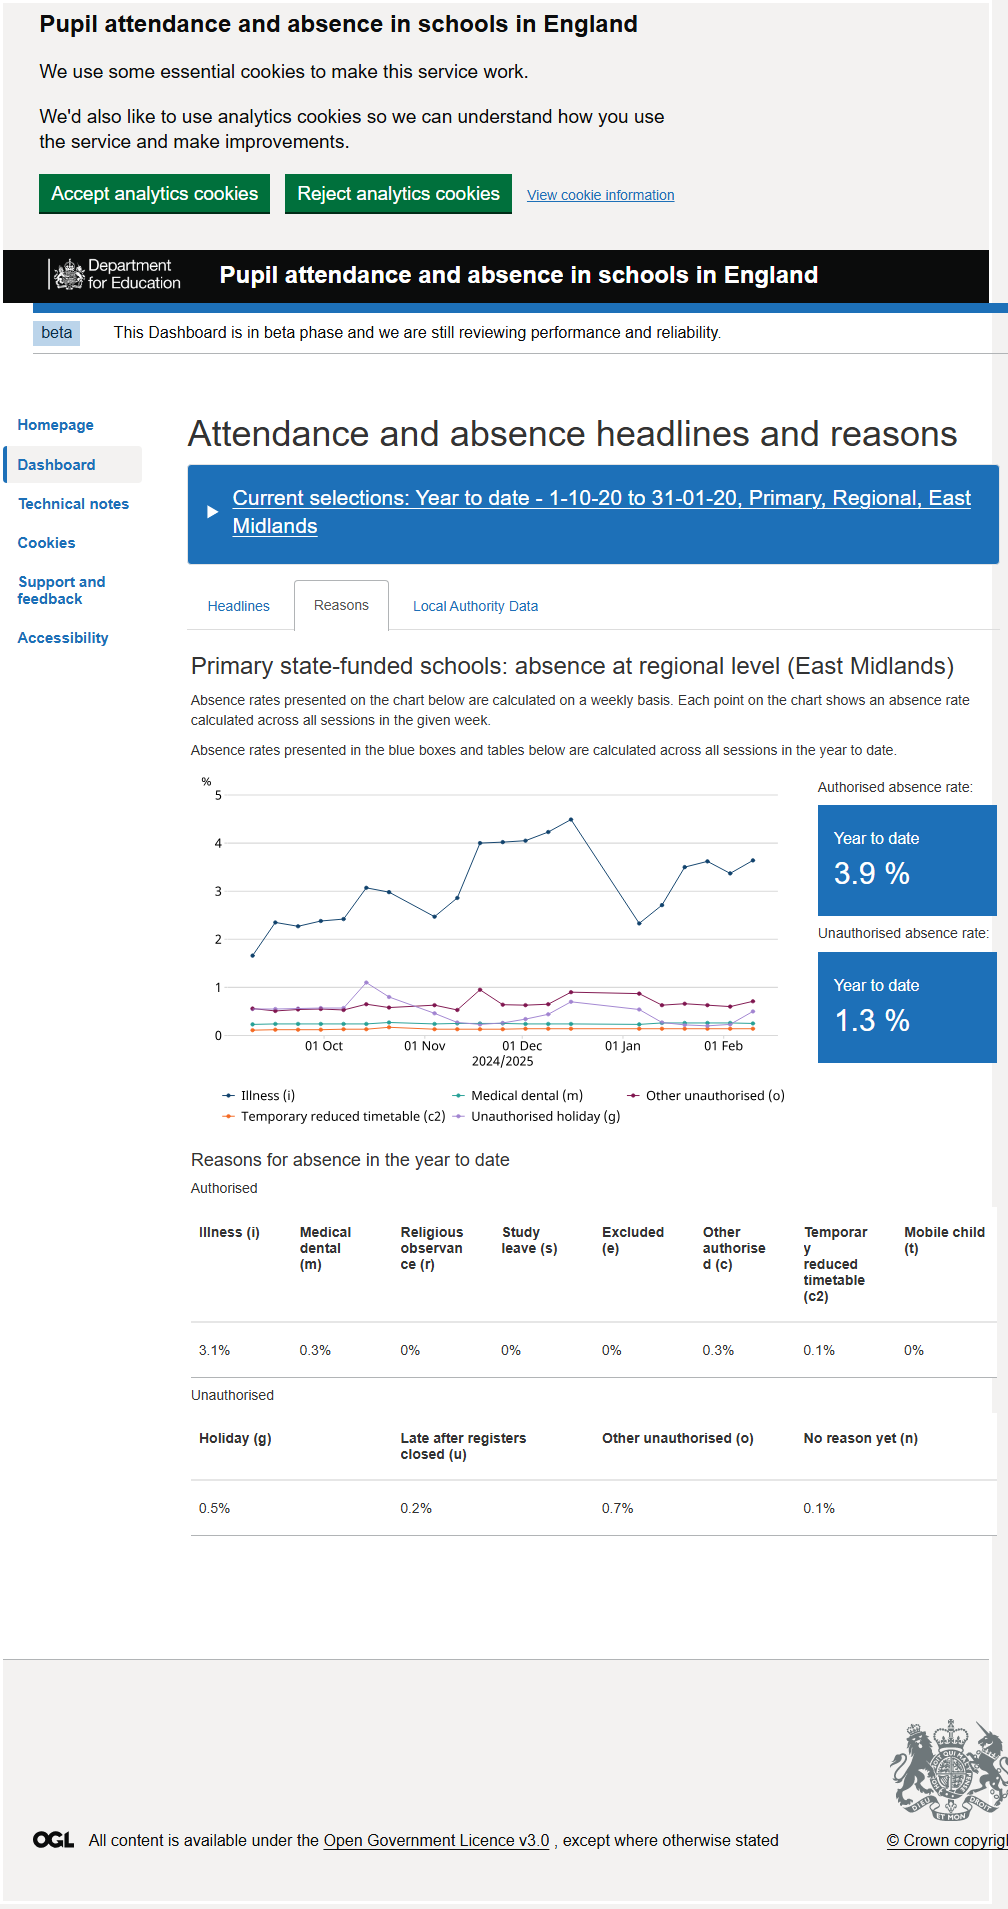 Pupil attendance and absence in schools in England
We use some essential cookies to make this service work.
We'd also like to use analytics cookies so we can understand how you use
the service and make improvements.
Accept analytics cookies
Reject analytics cookies
View cookie information
Department
for Education
Pupil attendance and absence in schools in England
beta
This Dashboard is in beta phase and we are still reviewing performance and reliability.
Homepage
Dashboard
Technical notes
Cookies
Support and
feedback
Accessibility
Attendance and absence headlines and reasons
Current selections: Year to date - 1-10-20 to 31-01-20, Primary, Regional, East
Midlands
Headlines
Reasons
Local Authority Data
Primary state-funded schools: absence at regional level (East Midlands)
Absence rates presented on the chart below are calculated on a weekly basis. Each point on the chart shows an absence rate
calculated across all sessions in the given week.
Absence rates presented in the blue boxes and tables below are calculated across all sessions in the year to date.
%
5
4
3
2
1
0
01 Oct
01 Nov
01 Dec
01 Jan
01 Feb
2024/2025
Illness (i)
Medical dental (m)
Other unauthorised (o)
Temporary reduced timetable (c2)
Unauthorised holiday (g)
Authorised absence rate:
Year to date
3.9 %
Unauthorised absence rate:
Year to date
1.3 %
Reasons for absence in the year to date
Authorised
Illness (i)
Medical
dental
(m)
Religious
observan
ce (r)
Study
leave (s)
Excluded
(e)
Other
authorise
d (c)
Temporar
y
reduced
timetable
(c2)
Mobile child
(t)
3.1%
0.3%
0%
0%
0%
0.3%
0.1%
0%
Unauthorised
Holiday (g)
Late after registers
closed (u)
Other unauthorised (o)
No reason yet (n)
0.5%
0.2%
0.7%
0.1%
DIEU ET MON DROIT
OGL
All content is available under the Open Government Licence v3.0 , except where otherwise stated
© Crown copyrig